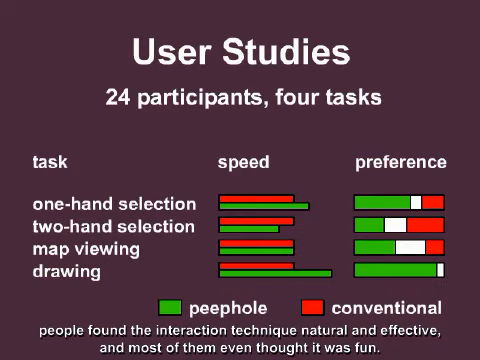 User Studies
24 participants, four tasks
task speed preference
one-hand selection
two-hand selection
map viewing
drawing
peephole conventional
people found the interaction technique natural and effective,
and most of them even thought it was fun.